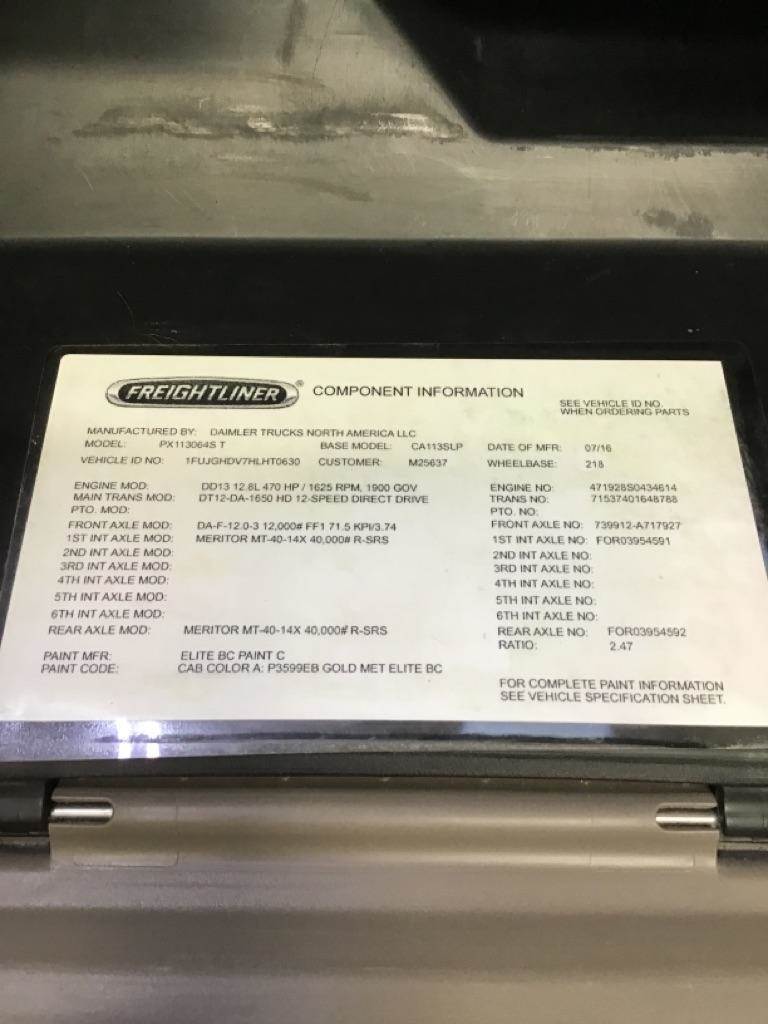 FREIGHTLINER ® COMPONENT INFORMATION
SEE VEHICLE ID NO.
WHEN ORDERING PARTS
MANUFACTURED BY: DAIMLER TRUCKS NORTH AMERICA LLC
MODEL: PX113064S T BASE MODEL: CA113SLP DATE OF MFR: 07/16
VEHICLE ID NO: 1FUJGHDV7HLHT0630 CUSTOMER: M25637 WHEELBASE: 218
ENGINE MOD: DD13 12.8L 470 HP / 1625 RPM, 1900 GOV ENGINE NO: 471928S0434614
MAIN TRANS MOD: DT12-DA-1650 HD 12-SPEED DIRECT DRIVE TRANS NO: 71537401648788
PTO. MOD: PTO. NO:
FRONT AXLE MOD: DA-F-12.0-3 12,000# FF1 71.5 KPI/3.74 FRONT AXLE NO: 739912-A717927
1ST INT AXLE MOD: MERITOR MT-40-14X 40,000# R-SRS 1ST INT AXLE NO: FOR03954591
2ND INT AXLE MOD: 2ND INT AXLE NO:
3RD INT AXLE MOD: 3RD INT AXLE NO:
4TH INT AXLE MOD: 4TH INT AXLE NO:
5TH INT AXLE MOD: 5TH INT AXLE NO:
6TH INT AXLE MOD: 6TH INT AXLE NO:
REAR AXLE MOD: MERITOR MT-40-14X 40,000# R-SRS REAR AXLE NO: FOR03954592
RATIO: 2.47
PAINT MFR: ELITE BC PAINT C
PAINT CODE: CAB COLOR A: P3599EB GOLD MET ELITE BC
FOR COMPLETE PAINT INFORMATION
SEE VEHICLE SPECIFICATION SHEET.